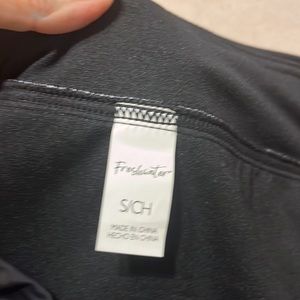 Freshwater
S/CH
MADE IN CHINA
HECHO EN CHINA